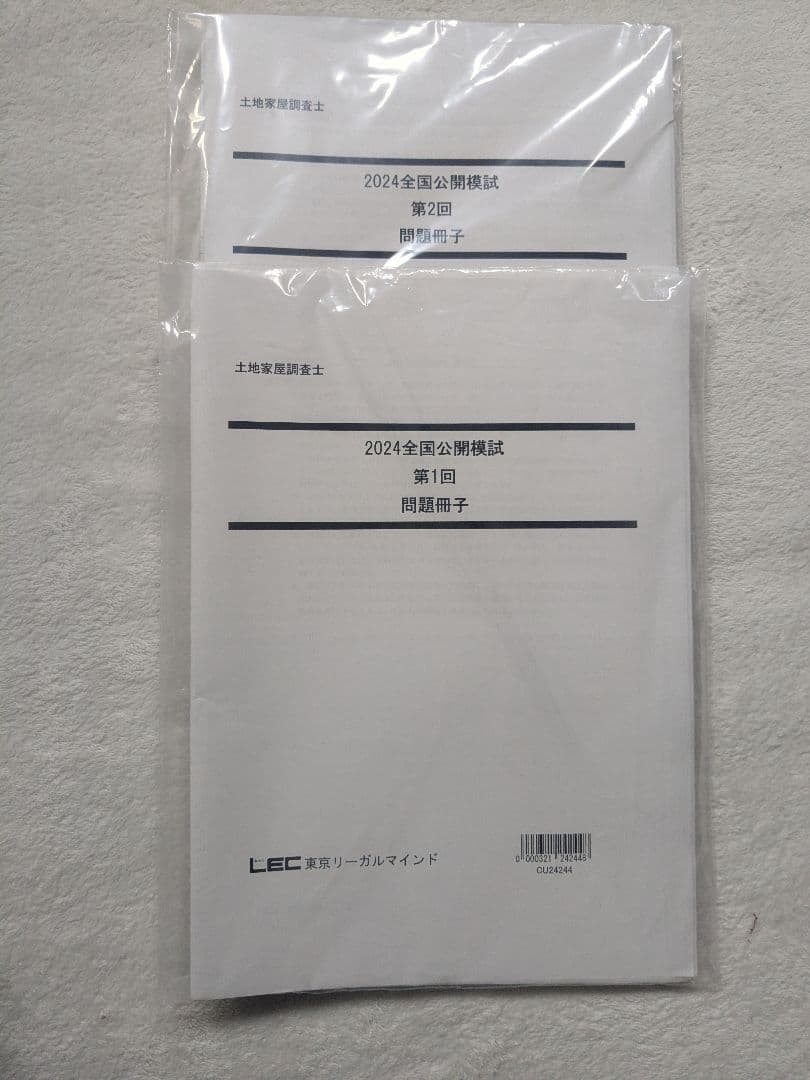 土地家屋調査士
2024全国公開模試
第2回
問題冊子
土地家屋調査士
2024全国公開模試
第1回
問題冊子
LEC東京リーガルマインド
0 000321 242448
CU24244